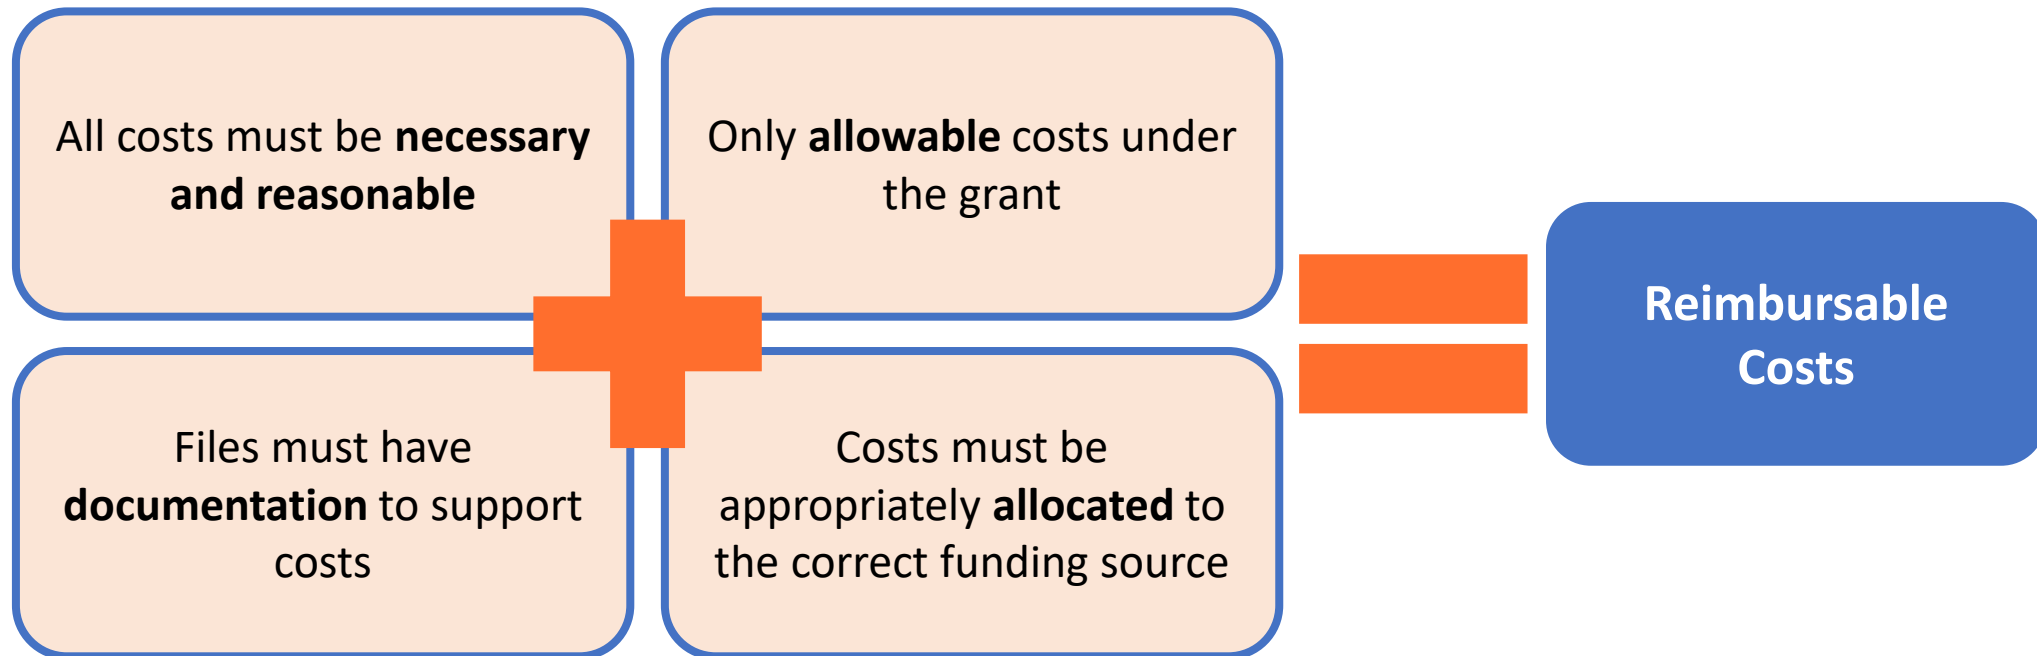 All costs must be necessary
and reasonable
Only allowable costs under
the grant
Files must have
documentation to support
costs
Costs must be
appropriately allocated to
the correct funding source
Reimbursable
Costs